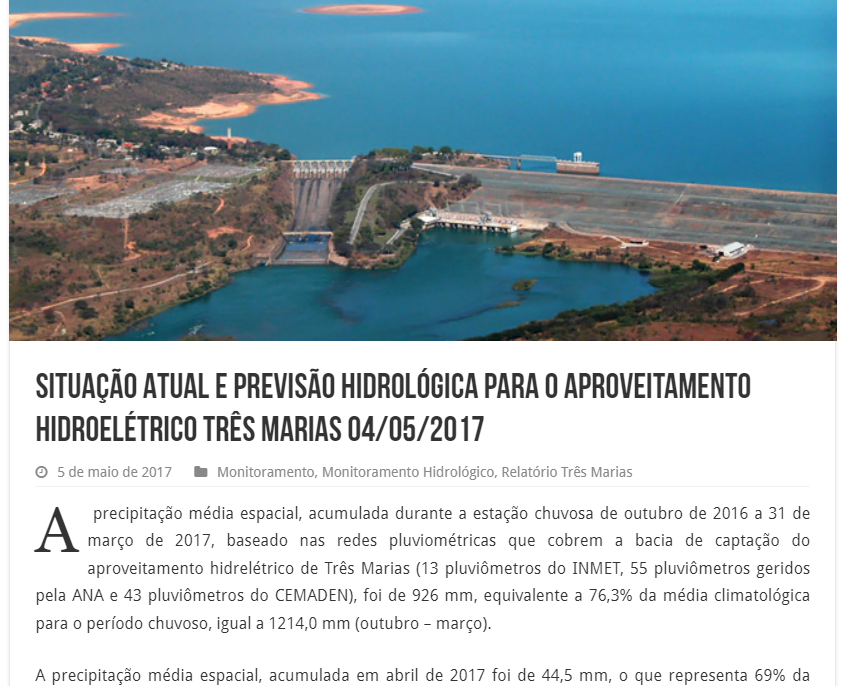 SITUAÇÃO ATUAL E PREVISÃO HIDROLÓGICA PARA O APROVEITAMENTO
HIDROELÉTRICO TRÊS MARIAS 04/05/2017
5 de maio de 2017 Monitoramento, Monitoramento Hidrológico, Relatório Três Marias
A precipitação média espacial, acumulada durante a estação chuvosa de outubro de 2016 a 31 de
março de 2017, baseado nas redes pluviométricas que cobrem a bacia de captação do
aproveitamento hidrelétrico de Três Marias (13 pluviômetros do INMET, 55 pluviômetros geridos
pela ANA e 43 pluviômetros do CEMADEN), foi de 926 mm, equivalente a 76,3% da média climatológica
para o período chuvoso, igual a 1214,0 mm (outubro – março).
A precipitação média espacial, acumulada em abril de 2017 foi de 44,5 mm, o que representa 69% da